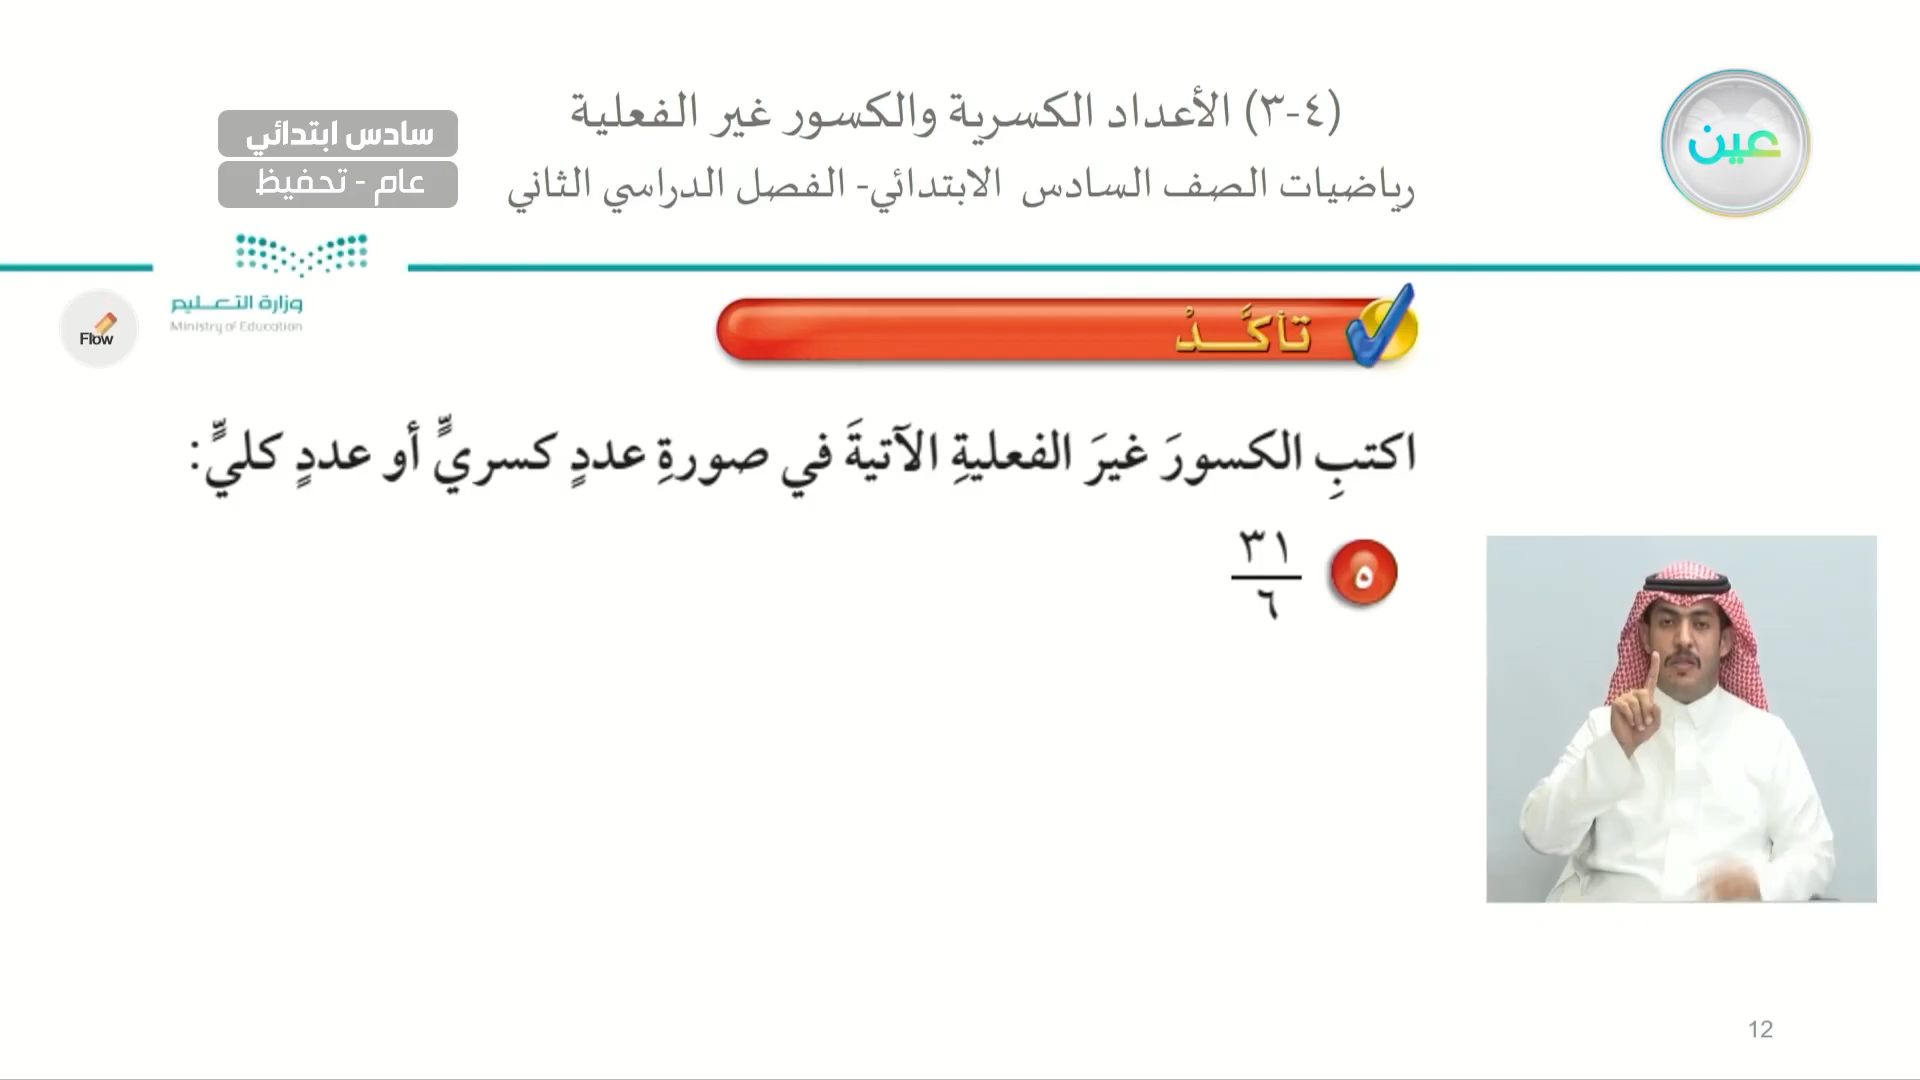 (٤-٣) الأعداد الكسرية والكسور غير الفعلية
رياضيات الصف السادس الابتدائي- الفصل الدراسي الثاني
عين
سادس ابتدائي
عام - تحفيظ
وزارة التعليم
Ministry of Education
Flow
تأكَّدْ
اكتبِ الكسورَ غيرَ الفعليةِ الآتيةَ في صورةِ عددٍ كسريٍّ أو عددٍ كليٍّ:
٥
٣١
٦
12